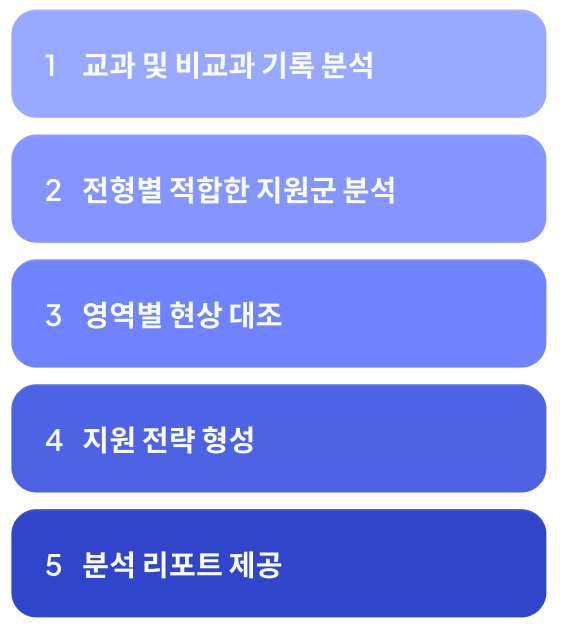 1 교과 및 비교과 기록 분석
2 전형별 적합한 지원군 분석
3 영역별 현상 대조
4 지원 전략 형성
5 분석 리포트 제공